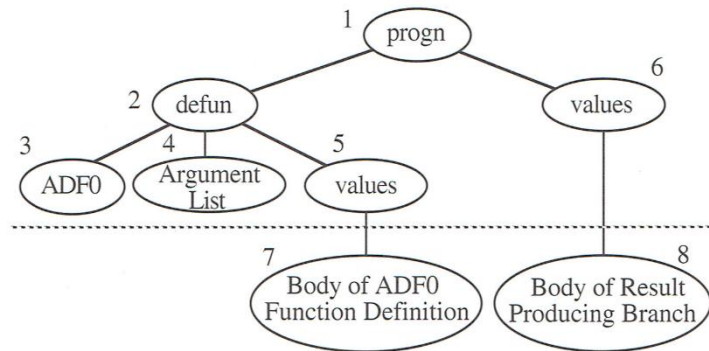 1
progn
6
2
defun
values
3
4
5
ADF0
Argument
List
values
7
8
Body of ADF0
Function Definition
Body of Result
Producing Branch